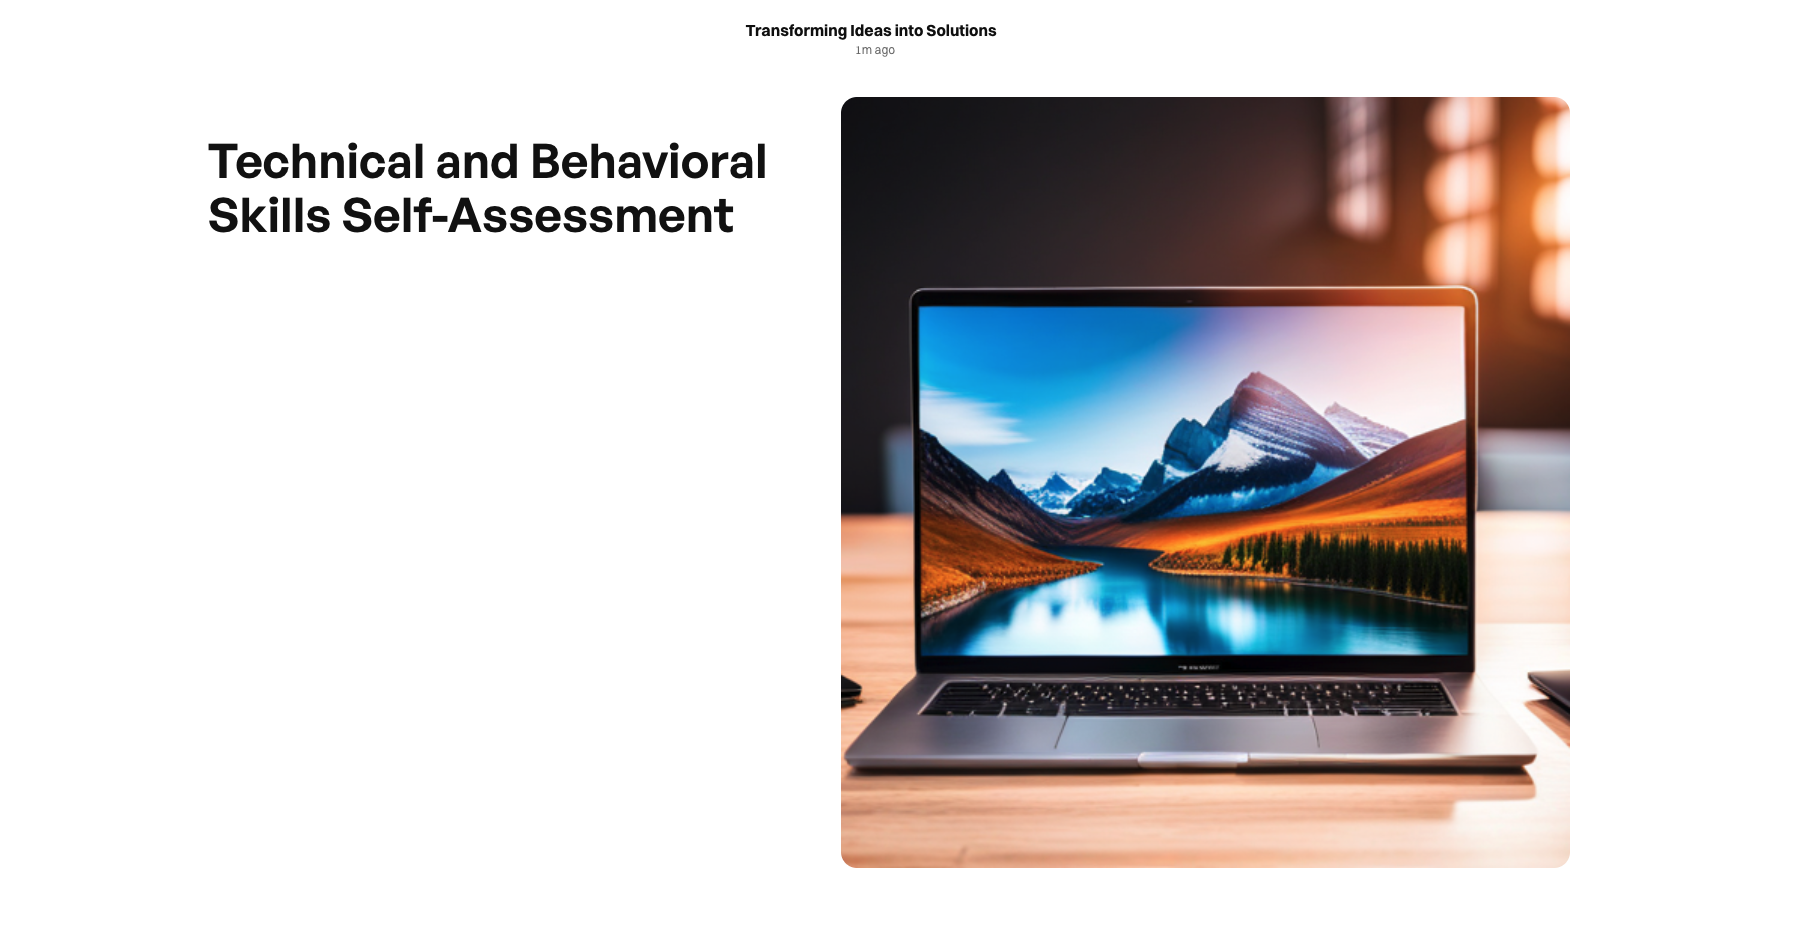 Transforming Ideas into Solutions
1m ago
Technical and Behavioral
Skills Self-Assessment